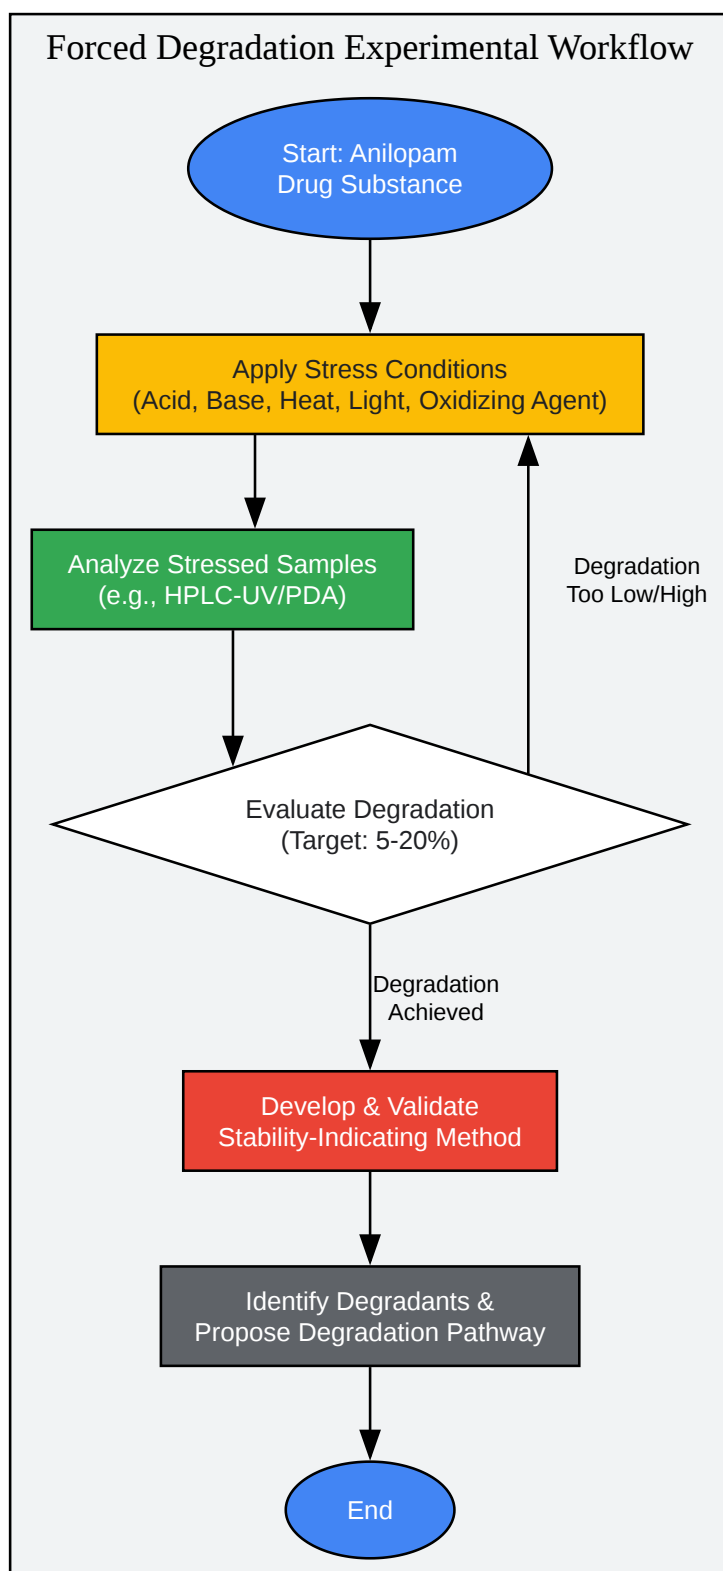 Forced Degradation Experimental Workflow
Start: Anilopam
Drug Substance
Apply Stress Conditions
(Acid, Base, Heat, Light, Oxidizing Agent)
Analyze Stressed Samples
(e.g., HPLC-UV/PDA)
Degradation
Too Low/High
Evaluate Degradation
(Target: 5-20%)
Degradation
Achieved
Develop & Validate
Stability-Indicating Method
Identify Degradants &
Propose Degradation Pathway
End